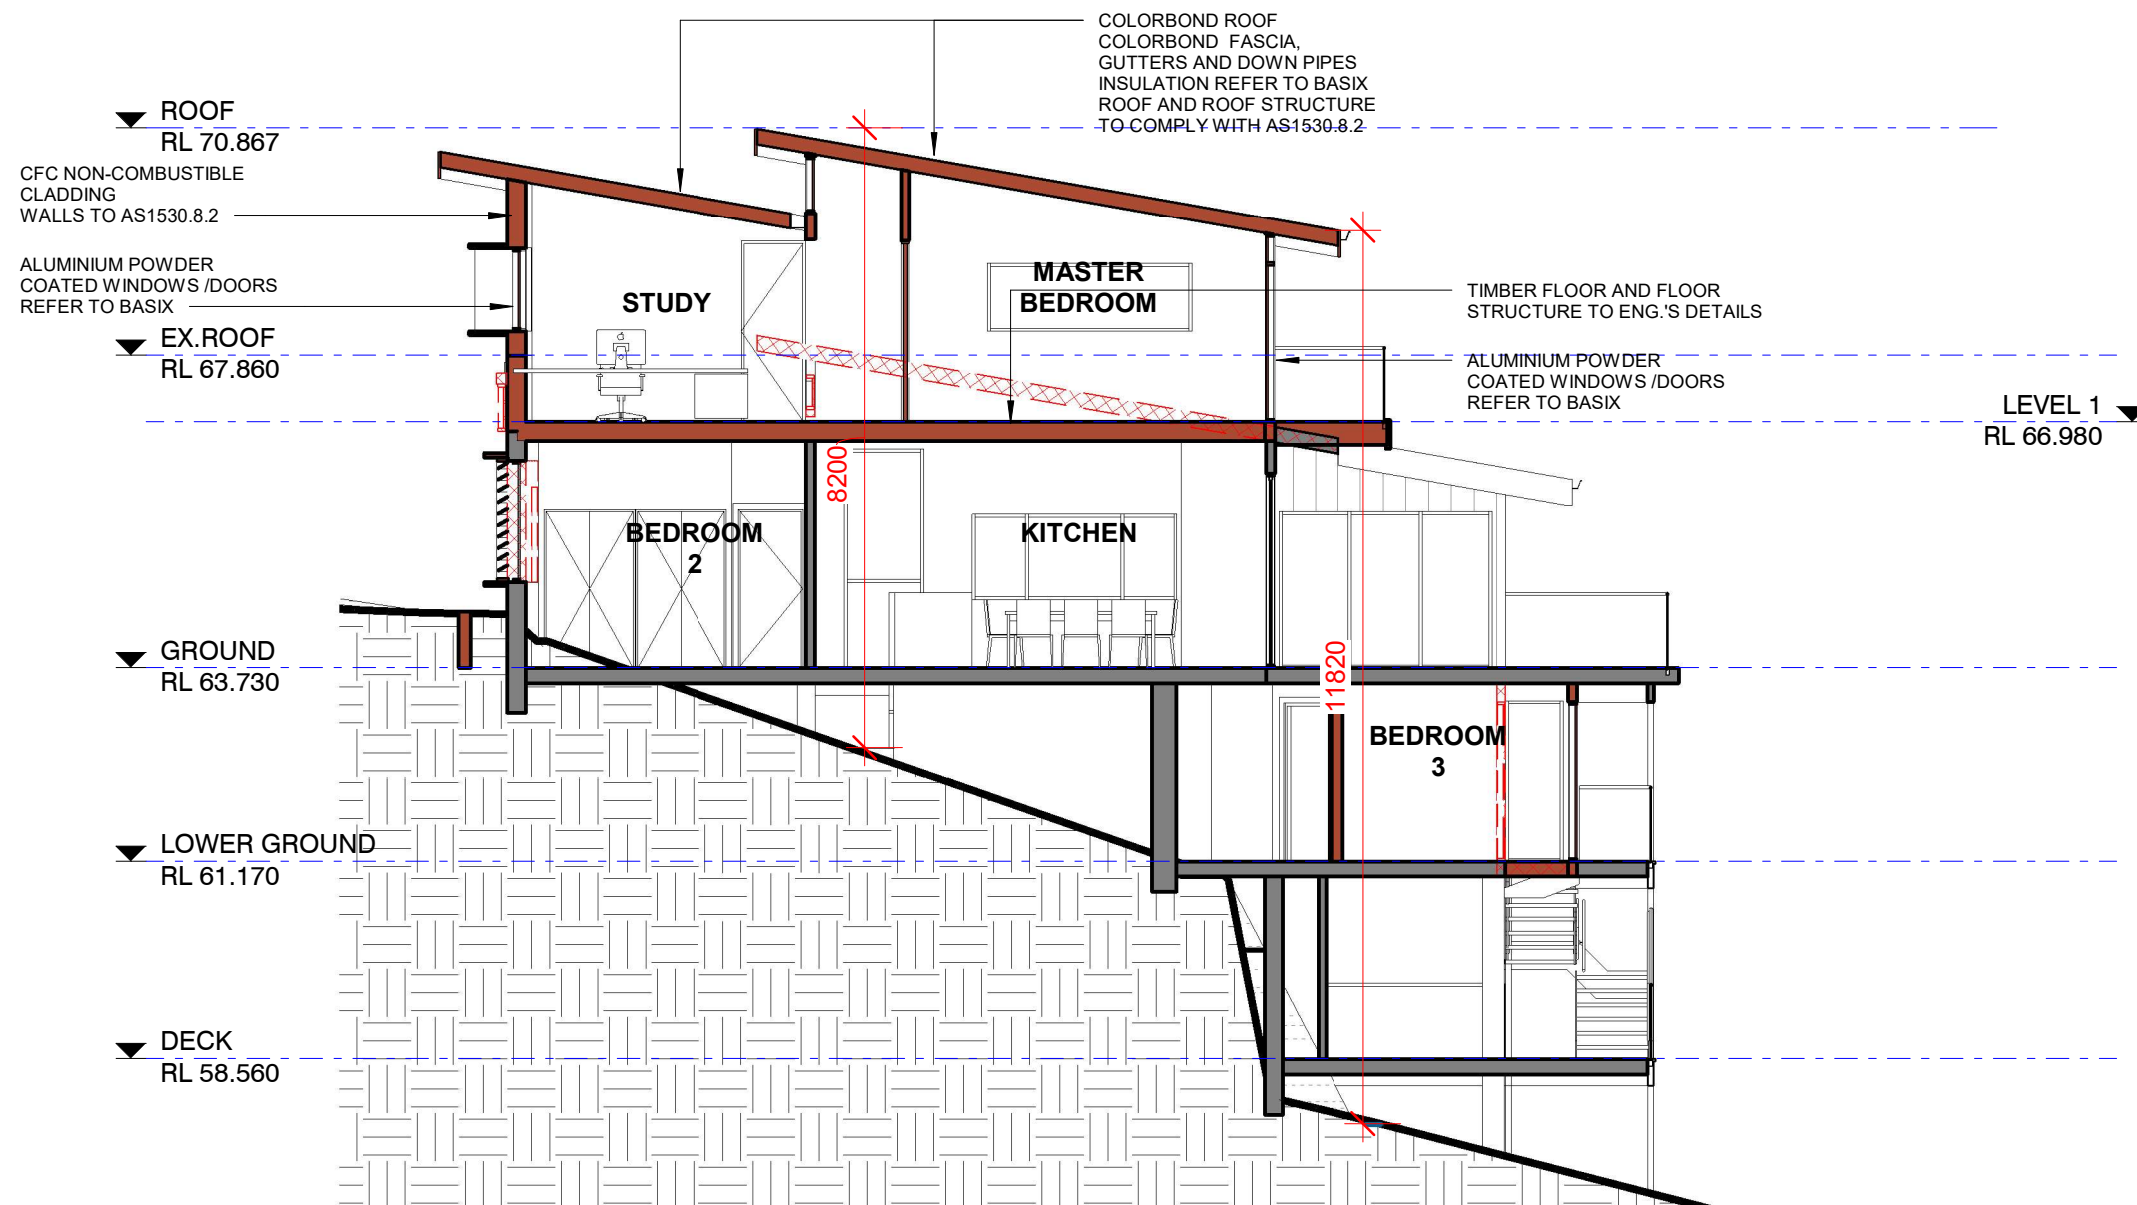 COLORBOND ROOF
COLORBOND FASCIA,
GUTTERS AND DOWN PIPES
INSULATION REFER TO BASIX
ROOF AND ROOF STRUCTURE
TO COMPLY WITH AS1530.8.2
ROOF
RL 70.867
CFC NON-COMBUSTIBLE
CLADDING
WALLS TO AS1530.8.2
ALUMINIUM POWDER
COATED WINDOWS /DOORS
REFER TO BASIX
STUDY
MASTER
BEDROOM
TIMBER FLOOR AND FLOOR
STRUCTURE TO ENG.'S DETAILS
EX.ROOF
RL 67.860
ALUMINIUM POWDER
COATED WINDOWS /DOORS
REFER TO BASIX
LEVEL 1
RL 66.980
8200
BEDROOM
2
KITCHEN
GROUND
RL 63.730
11820
BEDROOM
3
LOWER GROUND
RL 61.170
DECK
RL 58.560